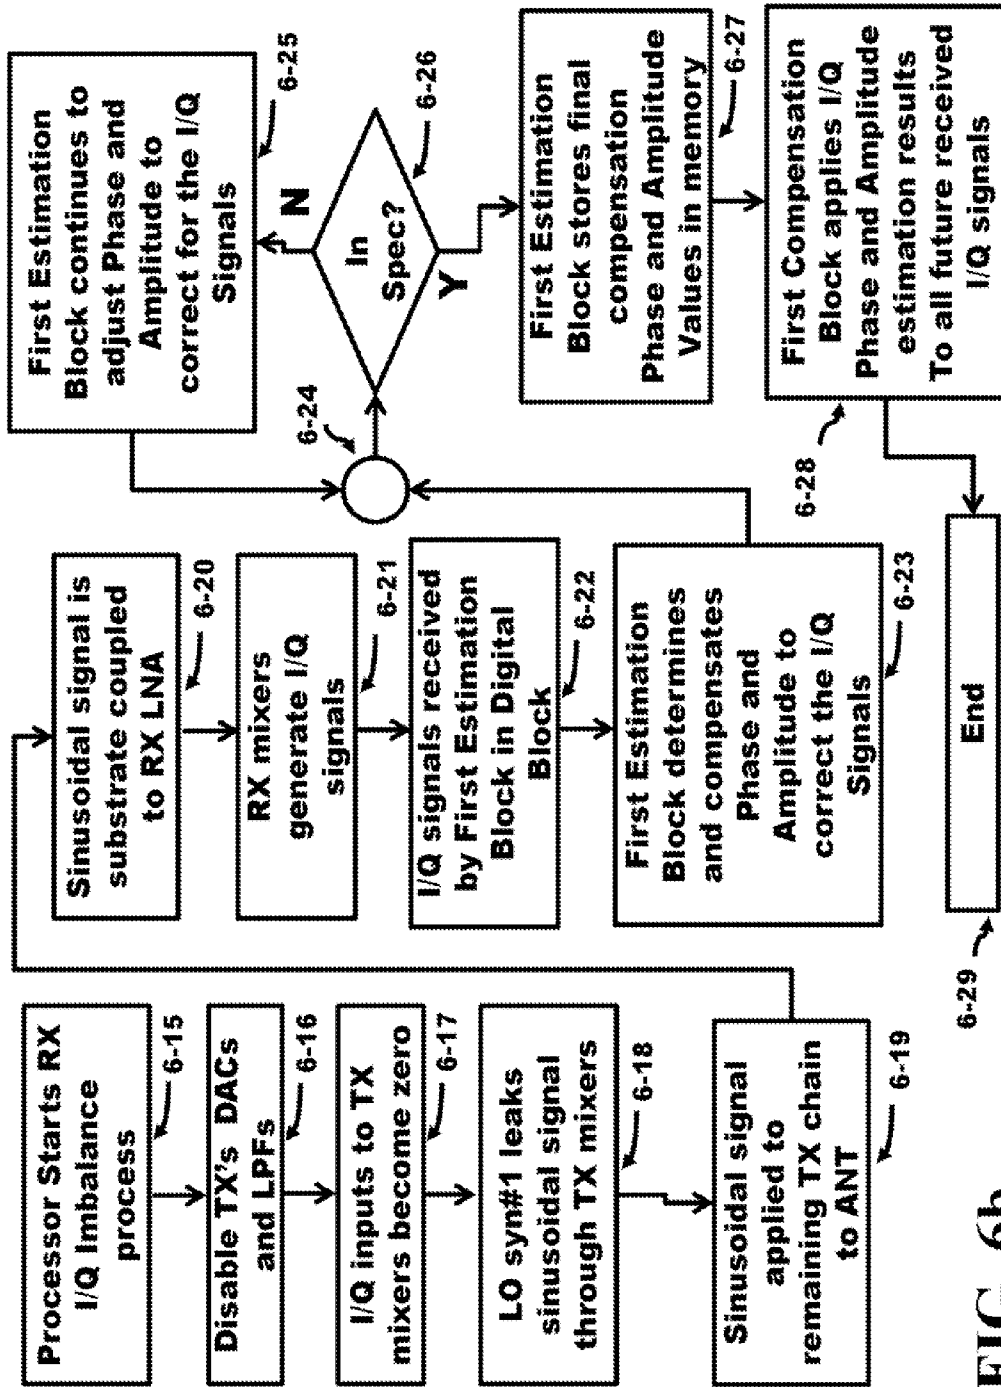 Processor Starts RX
I/Q Imbalance
process
6-15
Disable TX's DACs
and LPFs
6-16
I/Q inputs to TX
mixers become zero
6-17
LO syn#1 leaks
sinusoidal signal
through TX mixers
6-18
Sinusoidal signal
applied to
remaining TX chain
to ANT
6-19
Sinusoidal signal is
substrate coupled
to RX LNA
6-20
RX mixers
generate I/Q
signals
6-21
I/Q signals received
by First Estimation
Block in Digital
Block
6-22
First Estimation
Block determines
and compensates
Phase and
Amplitude to
correct the I/Q
Signals
6-23
6-24
First Estimation
Block continues to
adjust Phase and
Amplitude to
correct for the I/Q
Signals
6-25
N
In
Spec?
6-26
Y
First Estimation
Block stores final
compensation
Phase and Amplitude
Values in memory
6-27
First Compensation
Block applies I/Q
Phase and Amplitude
estimation results
To all future received
I/Q signals
6-28
End
6-29
FIG. 6b